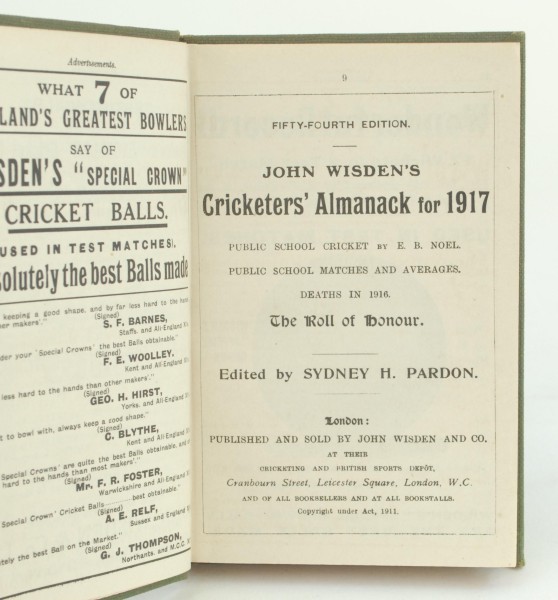 Advertisements.
WHAT 7 OF
LAND'S GREATEST BOWLERS
SAY OF
SDEN'S "SPECIAL CROWN"
CRICKET BALLS.
USED IN TEST MATCHES).
solutely the best Balls made
keeping a good shape, and by far less hard to the hands
her makers'."
(Signed)
S. F. BARNES,
Staffs. and All-England XI
der your 'Special Crowns' the best Balls obtainable."
(Signed)
F. E. WOOLLEY,
Kent and All-England XI
less hard to the hands than other makers'."
(Signed)
GEO. H. HIRST,
Yorks. and All-England XI
t to bowl with, always keep a good shape."
(Signed)
C. BLYTHE,
Kent and All-England XI
Special Crowns' are quite the best Balls obtainable, and
hard to the hands than most makers'."
(Signed)
Mr. F. R. FOSTER,
Warwickshire and All-England XI
Special Crown' Cricket Balls..........best obtainable."
(Signed)
A. E. RELF,
Sussex and England XI
utely the best Ball on the Market."
(Signed)
G. J. THOMPSON,
Northants. and M.C.C.
9
FIFTY-FOURTH EDITION.
JOHN WISDEN'S
Cricketers' Almanack for 1917
PUBLIC SCHOOL CRICKET BY E. B. NOEL.
PUBLIC SCHOOL MATCHES AND AVERAGES.
DEATHS IN 1916.
The Roll of Honour.
Edited by SYDNEY H. PARDON.
London:
PUBLISHED AND SOLD BY JOHN WISDEN AND CO.
AT THEIR
CRICKETING AND BRITISH SPORTS DEPÔT,
Cranbourn Street, Leicester Square, London, W.C.
AND OF ALL BOOKSELLERS AND AT ALL BOOKSTALLS.
Copyright under Act, 1911.